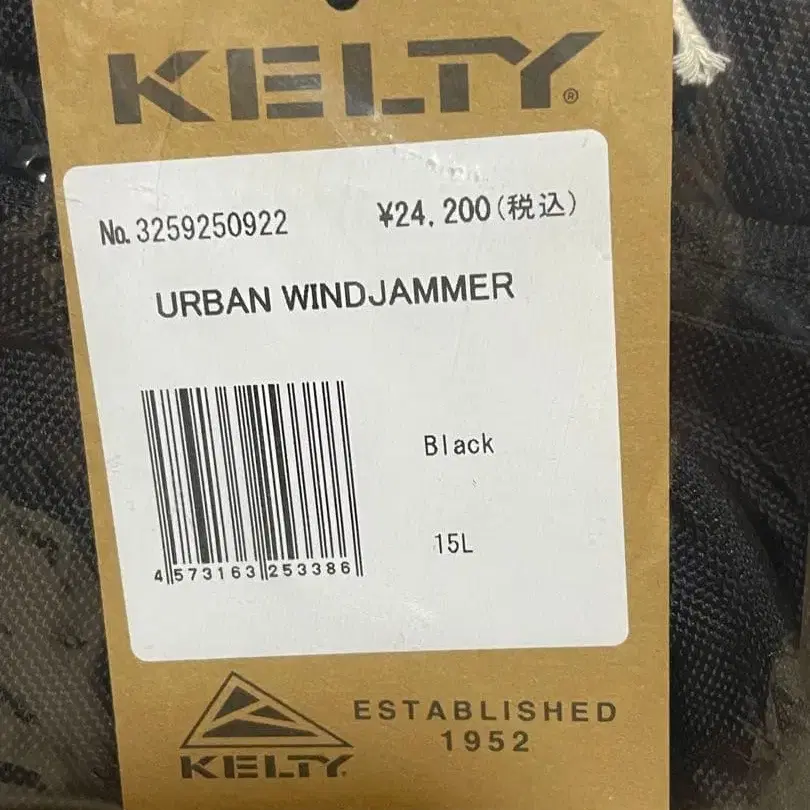 KELTY®
No. 3259250922 ¥24,200(税込)
URBAN WINDJAMMER
Black
15L
4 573163 253386
ESTABLISHED
1952
KELTY